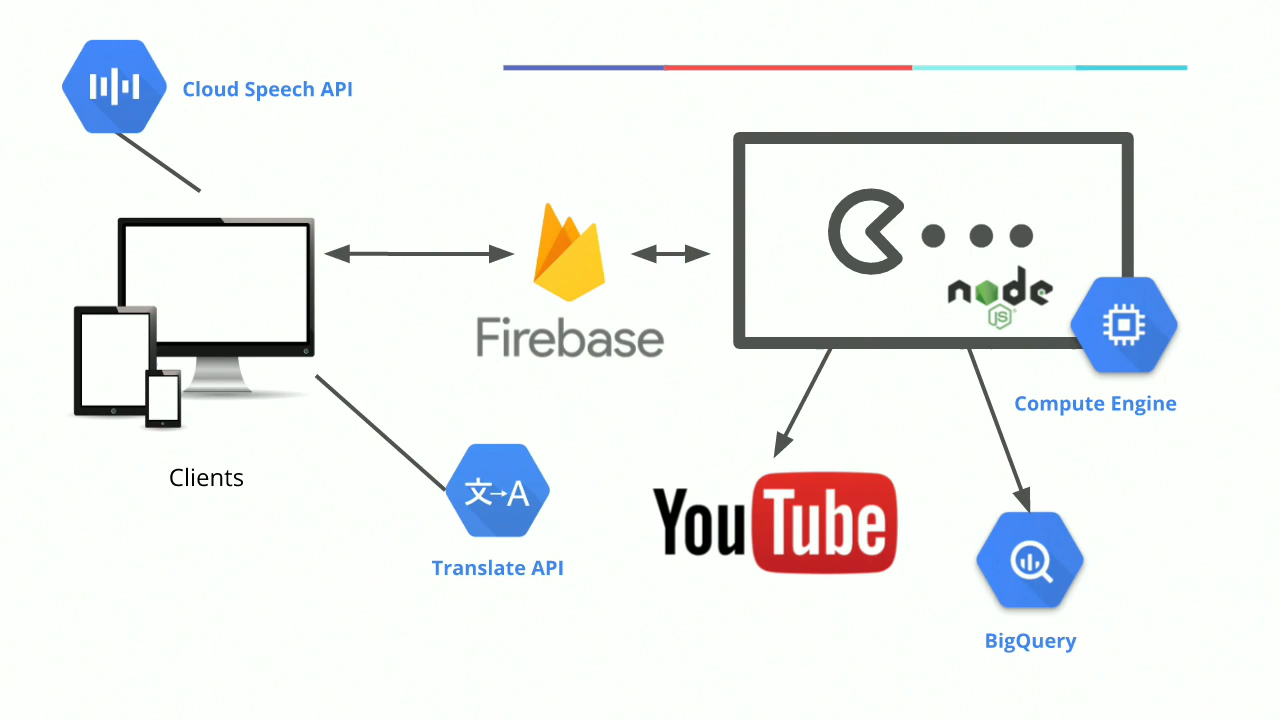 Cloud Speech API
Firebase
node
JS
Compute Engine
Clients
文→A
Translate API
YouTube
BigQuery